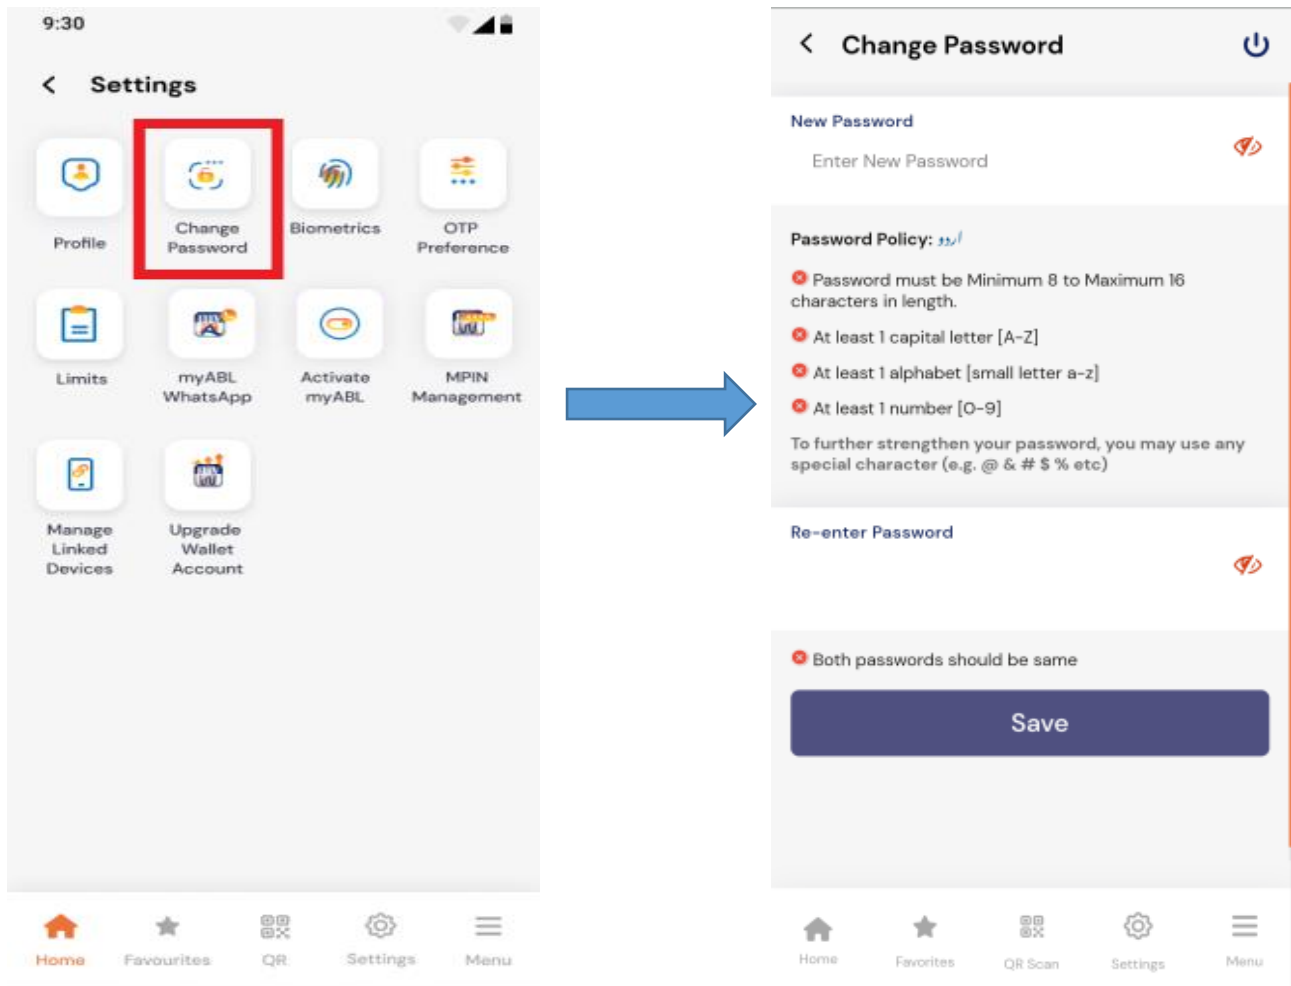 9:30
Settings
Profile
Change
Password
Biometrics
OTP
Preference
Limits
myABL
WhatsApp
Activate
myABL
MPIN
Management
Manage
Linked
Devices
Upgrade
Wallet
Account
Home
Favourites
QR
Settings
Menu
Change Password
New Password
Enter New Password
Password Policy: اُردو
Password must be Minimum 8 to Maximum 16
characters in length.
At least 1 capital letter [A-Z]
At least 1 alphabet [small letter a-z]
At least 1 number [0-9]
To further strengthen your password, you may use any
special character (e.g. @ & # $ % etc)
Re-enter Password
Both passwords should be same
Save
Home
Favorites
QR Scan
Settings
Menu